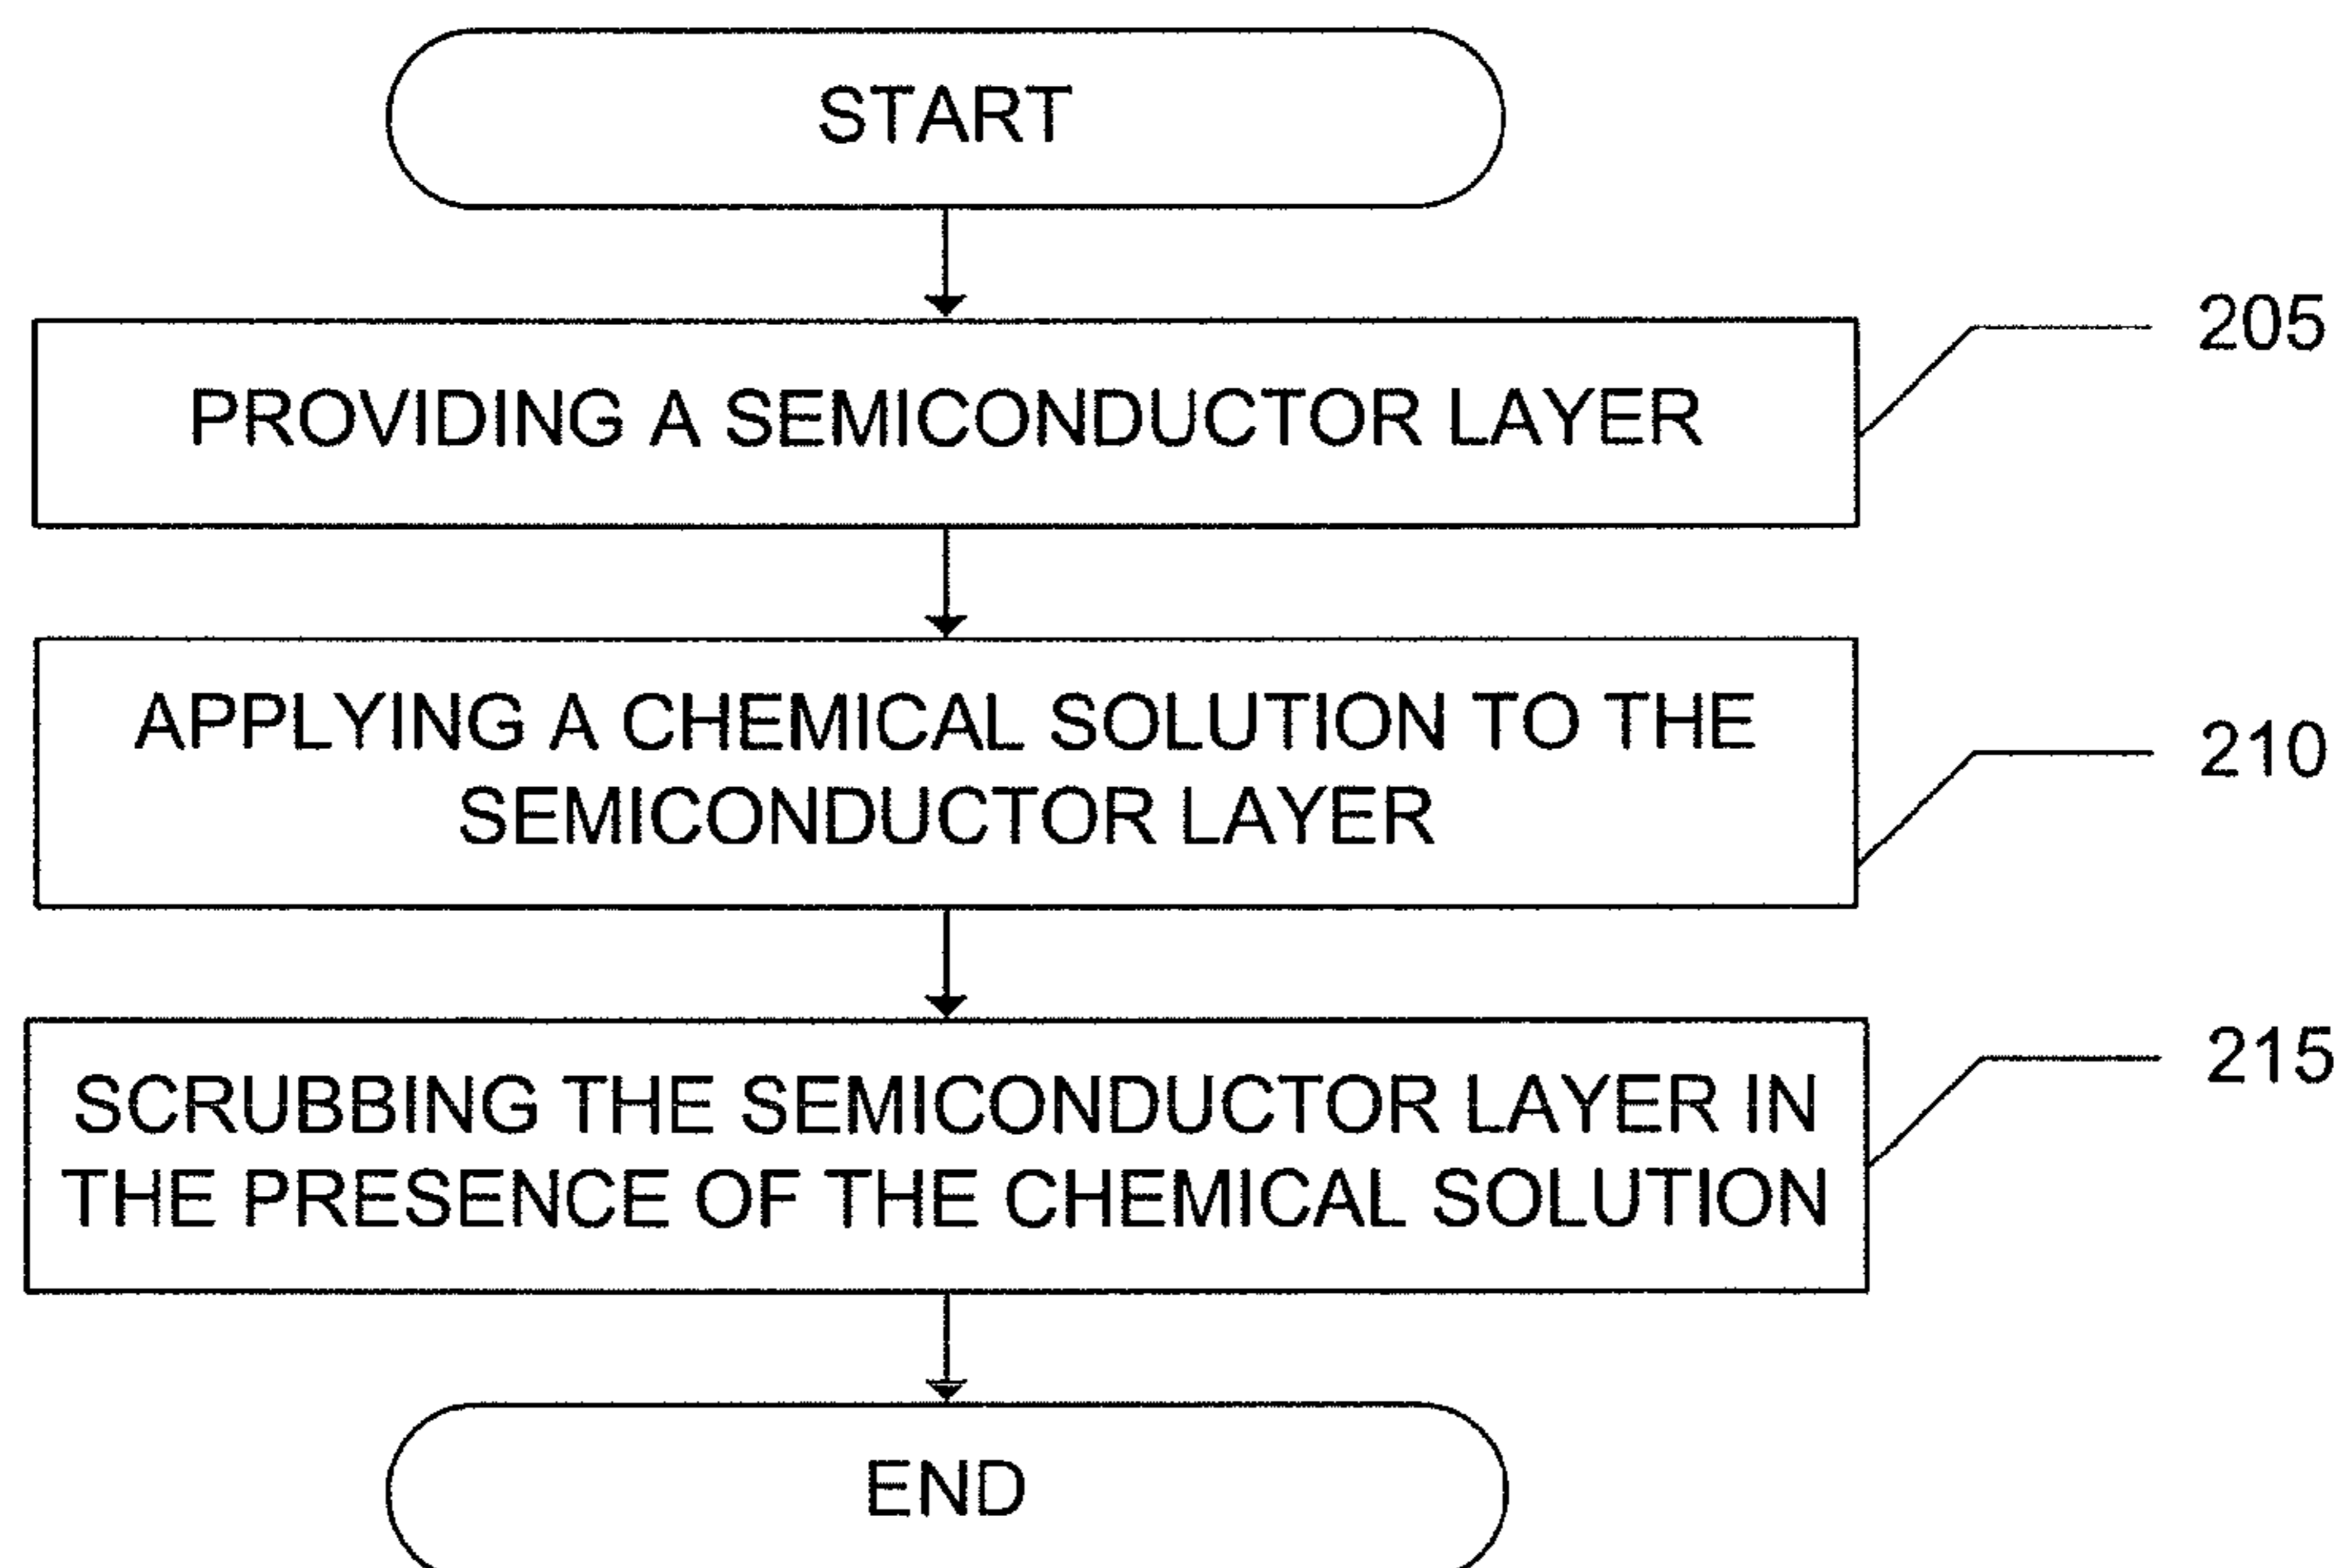 START
205
PROVIDING A SEMICONDUCTOR LAYER
APPLYING A CHEMICAL SOLUTION TO THE
210
SEMICONDUCTOR LAYER
215
SCRUBBING THE SEMICONDUCTOR LAYER IN
THE PRESENCE OF THE CHEMICAL SOLUTION
END